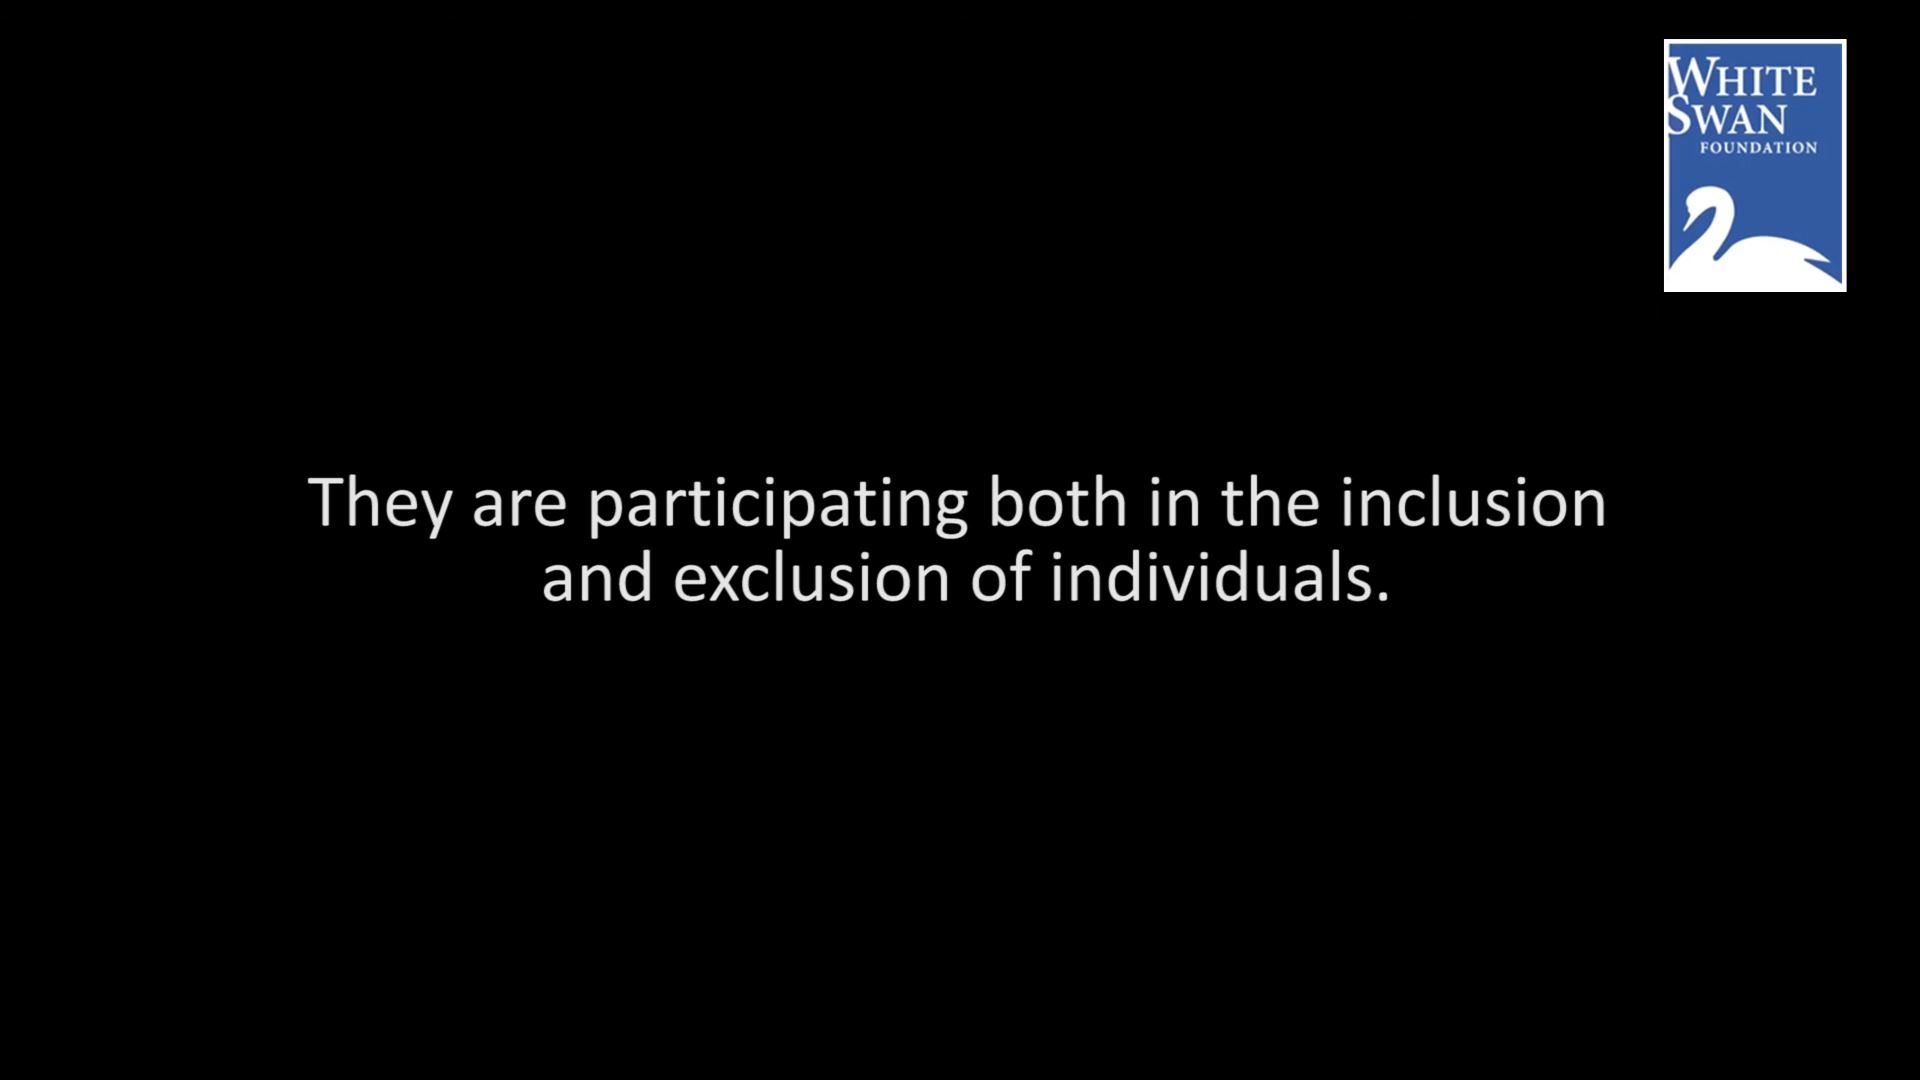 WHITE
SWAN
FOUNDATION
They are participating both in the inclusion
and exclusion of individuals.